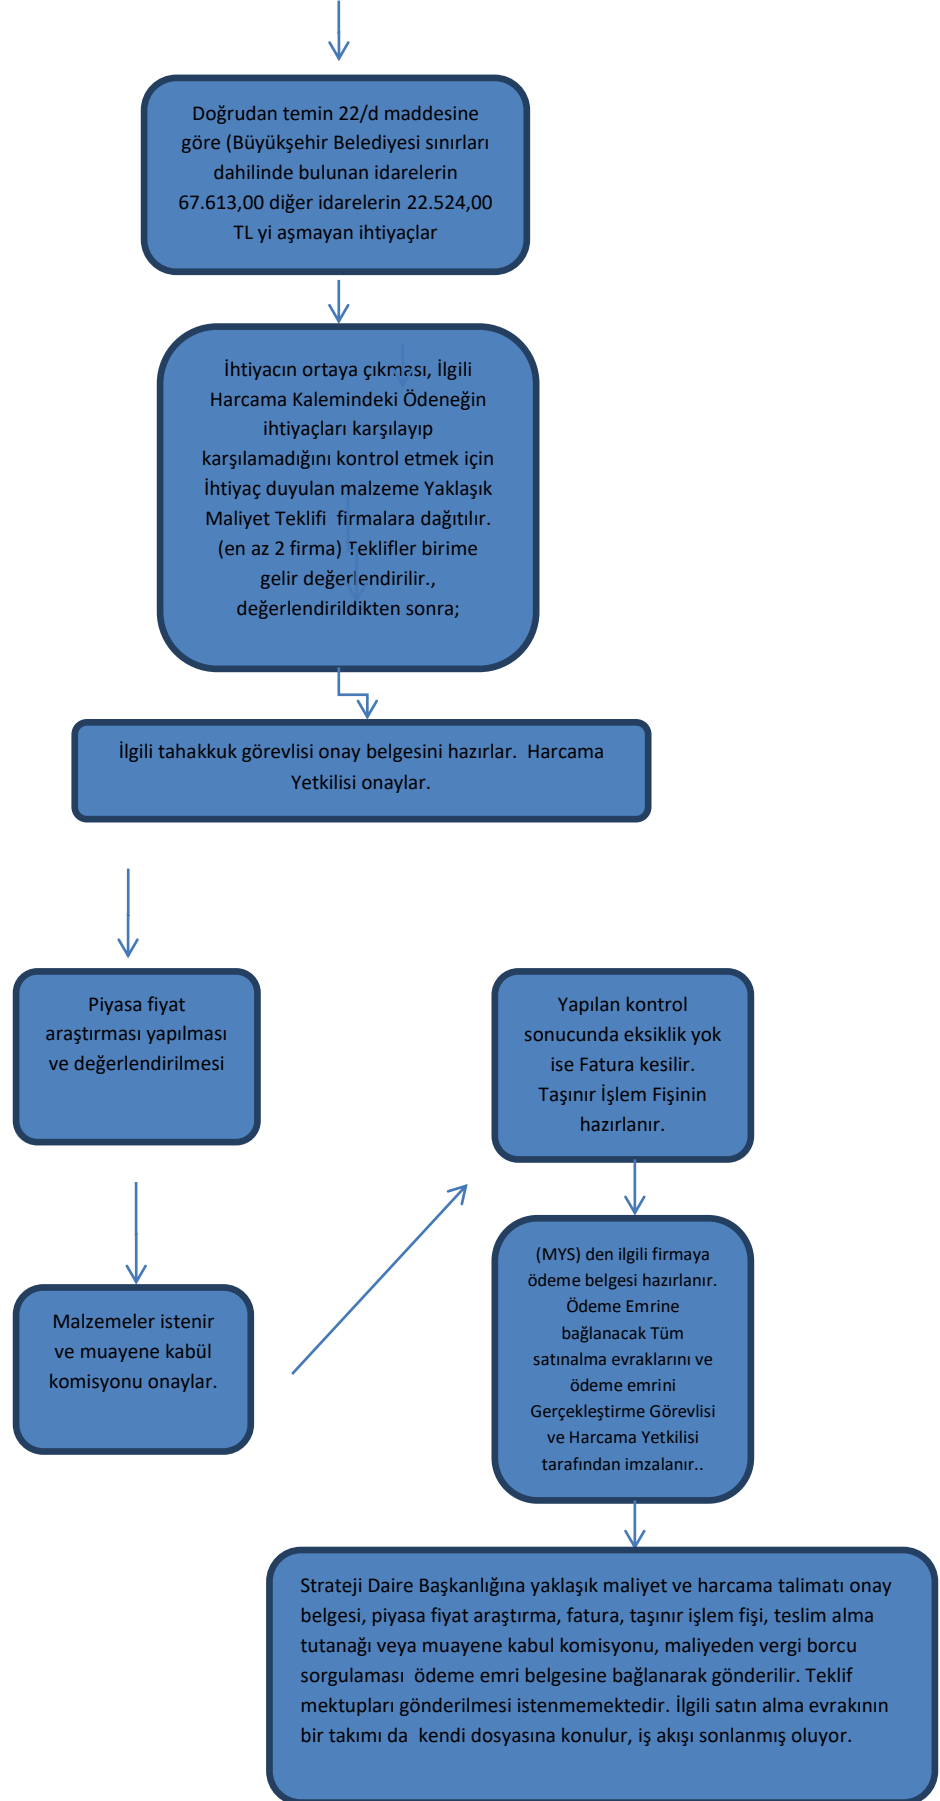 Doğrudan temin 22/d maddesine
göre (Büyükşehir Belediyesi sınırları
dahilinde bulunan idarelerin
67.613,00 diğer idarelerin 22.524,00
TL yi aşmayan ihtiyaçlar
İhtiyacın ortaya çıkması, İlgili
Harcama Kalemindeki Ödeneğin
ihtiyaçları karşılayıp
karşılamadığını kontrol etmek için
İhtiyaç duyulan malzeme Yaklaşık
Maliyet Teklifi  firmalara dağıtılır.
(en az 2 firma) Teklifler birime
gelir değerlendirilir.,
değerlendirildikten sonra;
İlgili tahakkuk görevlisi onay belgesini hazırlar.  Harcama
Yetkilisi onaylar.
Piyasa fiyat
araştırması yapılması
ve değerlendirilmesi
Malzemeler istenir
ve muayene kabül
komisyonu onaylar.
Yapılan kontrol
sonucunda eksiklik yok
ise Fatura kesilir.
Taşınır İşlem Fişinin
hazırlanır.
(MYS) den ilgili firmaya
ödeme belgesi hazırlanır.
Ödeme Emrine
bağlanacak Tüm
satınalma evraklarını ve
ödeme emrini
Gerçekleştirme Görevlisi
ve Harcama Yetkilisi
tarafından imzalanır..
Strateji Daire Başkanlığına yaklaşık maliyet ve harcama talimatı onay
belgesi, piyasa fiyat araştırma, fatura, taşınır işlem fişi, teslim alma
tutanağı veya muayene kabul komisyonu, maliyeden vergi borcu
sorgulaması  ödeme emri belgesine bağlanarak gönderilir. Teklif
mektupları gönderilmesi istenmemektedir. İlgili satın alma evrakının
bir takımı da  kendi dosyasına konulur, iş akışı sonlanmış oluyor.